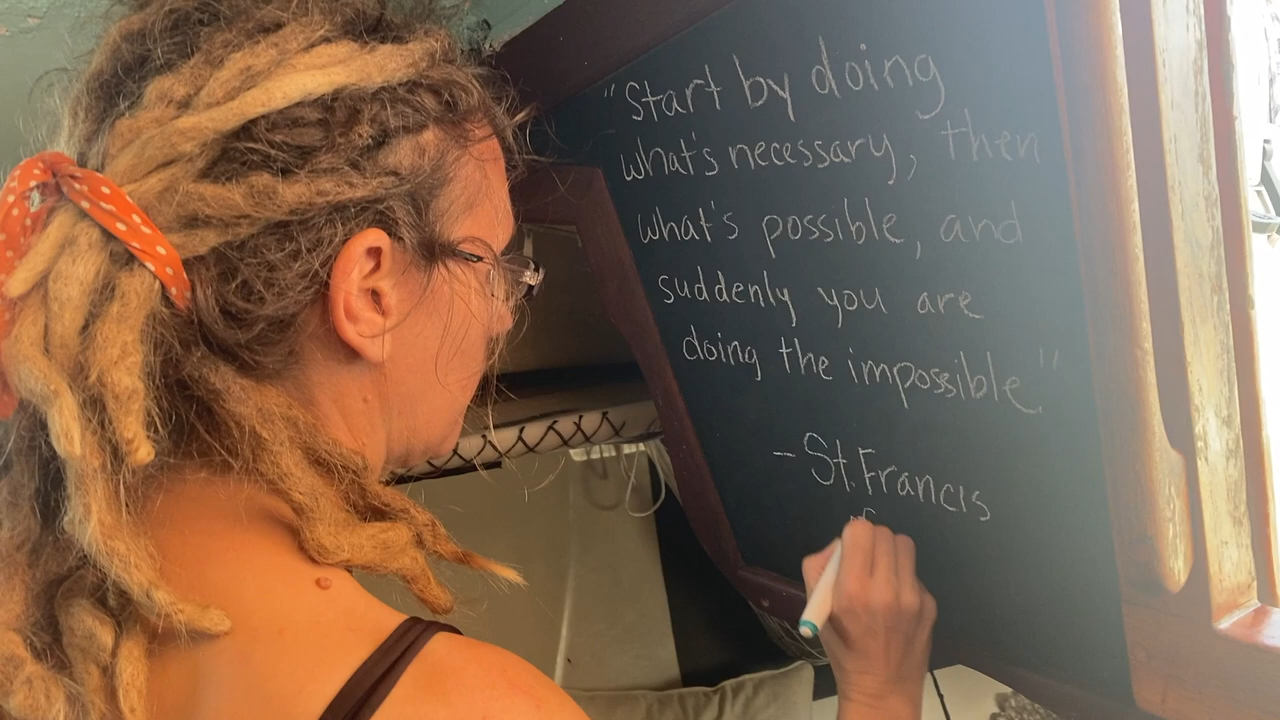 "Start by doing
what's necessary, then
what's possible, and
suddenly you are
doing the impossible"
- St. Francis